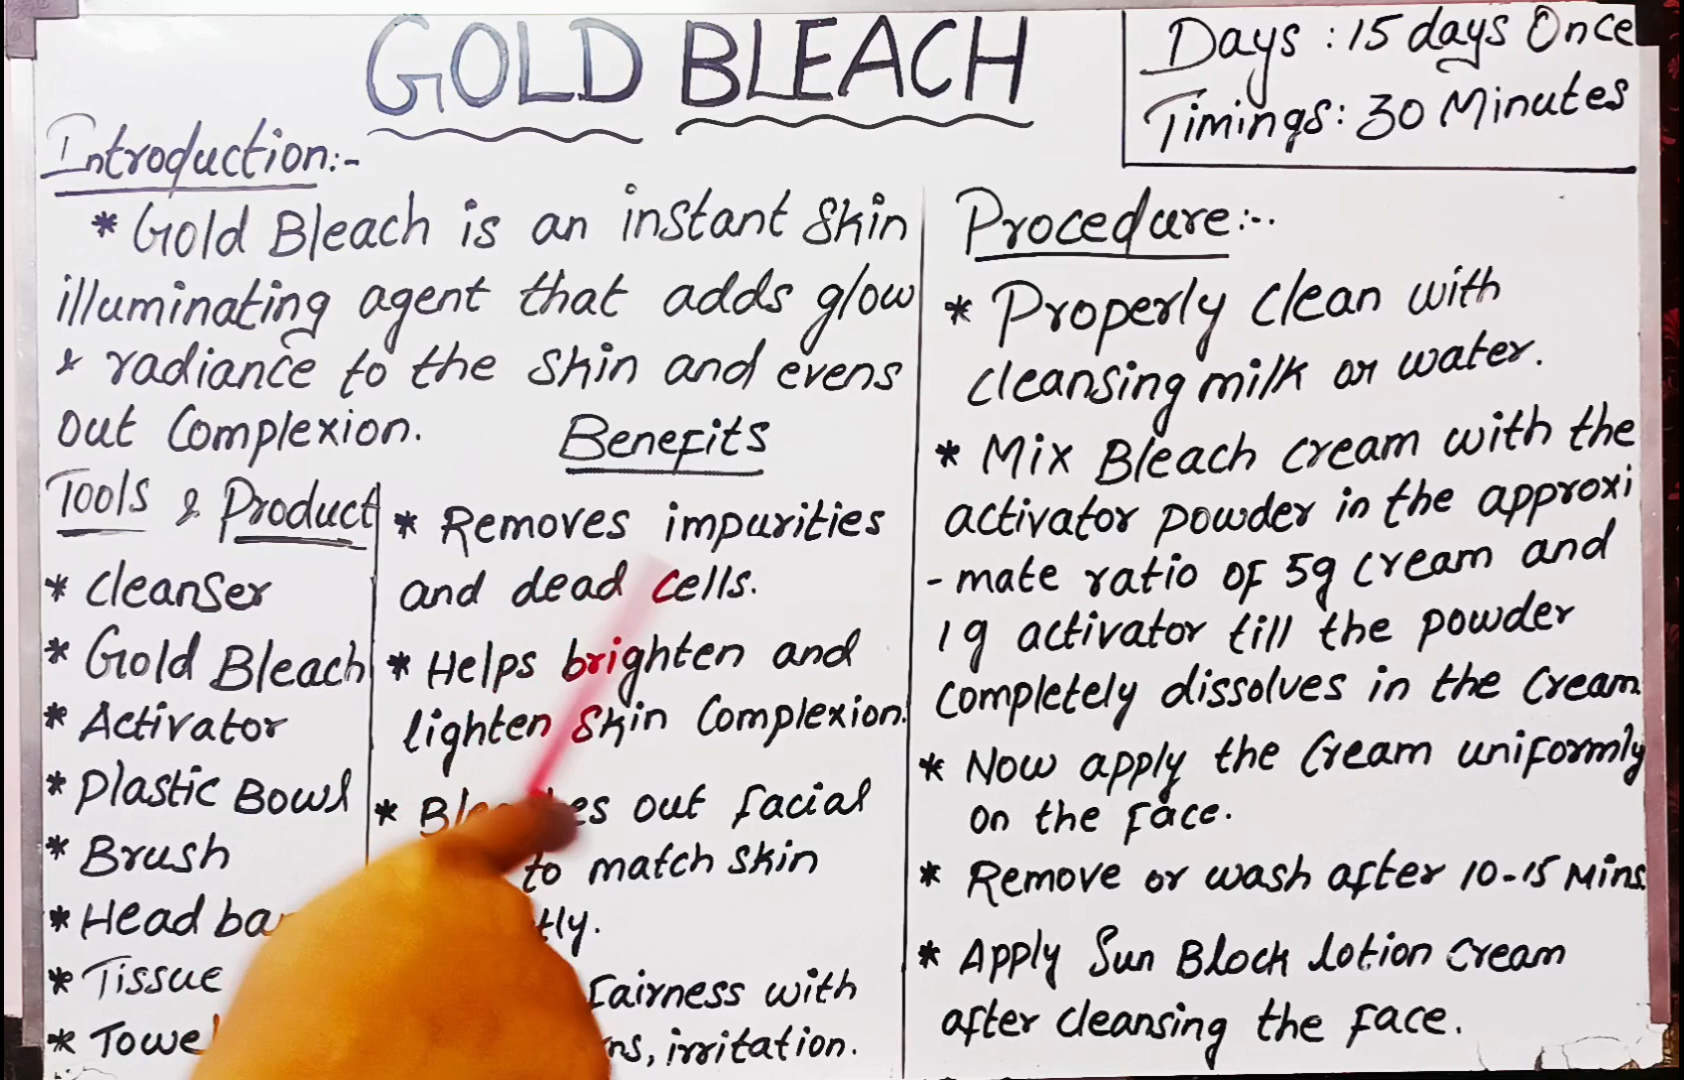 GOLD BLEACH
Days : 15 days Once
Timings : 30 Minutes
Introduction:-
* Gold Bleach is an instant skin
illuminating agent that adds glow
& radiance to the skin and evens
out complexion.
Tools & Product
* Cleanser
* Gold Bleach
* Activator
* Plastic Bowl
* Brush
* Head
* Tissue
*
Benefits
* Removes impurities
and dead cells.
* Helps brighten and
lighten skin complexion.
* out facial
to match skin
fairness with
irritation.
Procedure:-.
* Properly clean with
cleansing milk or water.
* Mix Bleach cream with the
activator powder in the approxi
- mate ratio of 5g cream and
1g activator till the powder
completely dissolves in the cream
* Now apply the cream uniformly
on the face.
* Remove or wash after 10-15 Mins.
* Apply Sun Block lotion cream
after cleansing the face.